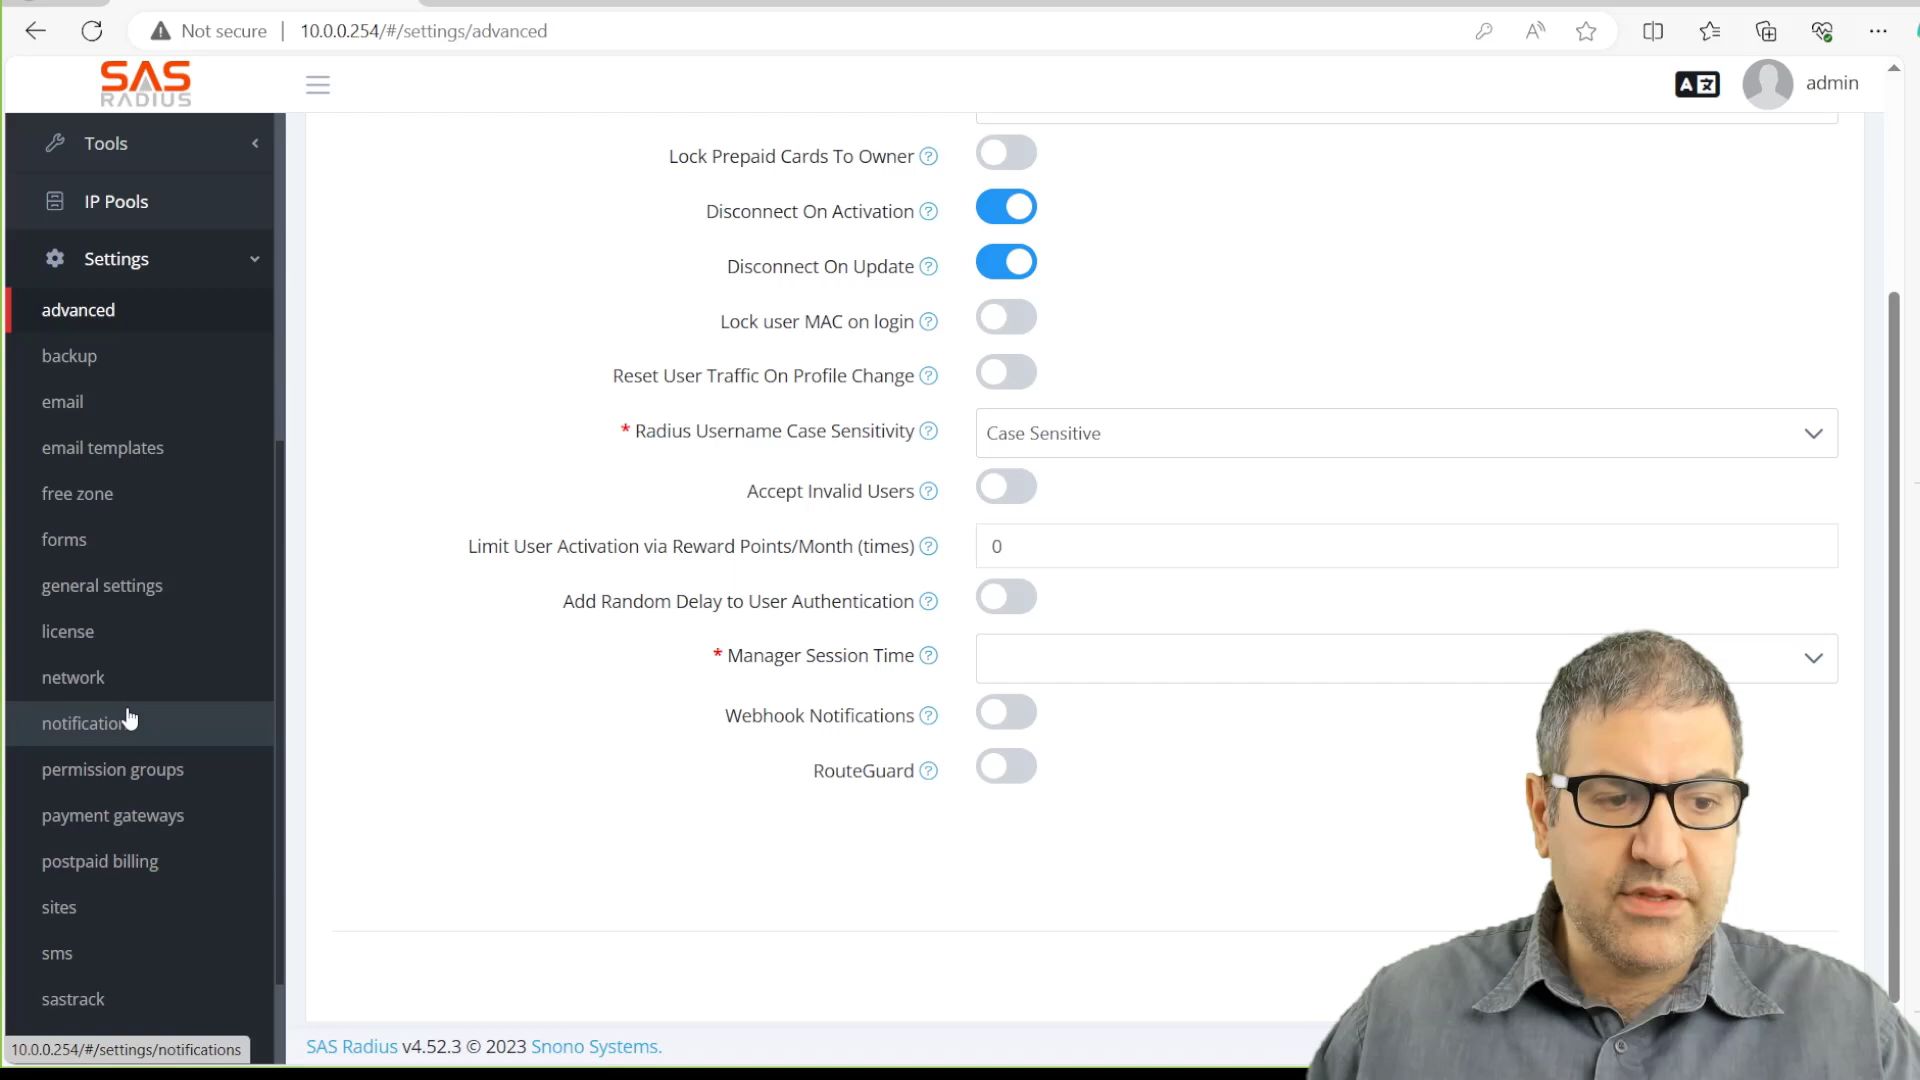 Not secure | 10.0.0.254/#/settings/advanced
SAS
RADIUS
admin
Tools
IP Pools
Settings
advanced
backup
email
email templates
free zone
forms
general settings
license
network
notification
permission groups
payment gateways
postpaid billing
sites
sms
sastrack
10.0.0.254/#/settings/notifications
Lock Prepaid Cards To Owner
Disconnect On Activation
Disconnect On Update
Lock user MAC on login
Reset User Traffic On Profile Change
* Radius Username Case Sensitivity Case Sensitive
Accept Invalid Users
Limit User Activation via Reward Points/Month (times) 0
Add Random Delay to User Authentication
* Manager Session Time
Webhook Notifications
RouteGuard
SAS Radius v4.52.3 © 2023 Snono Systems.